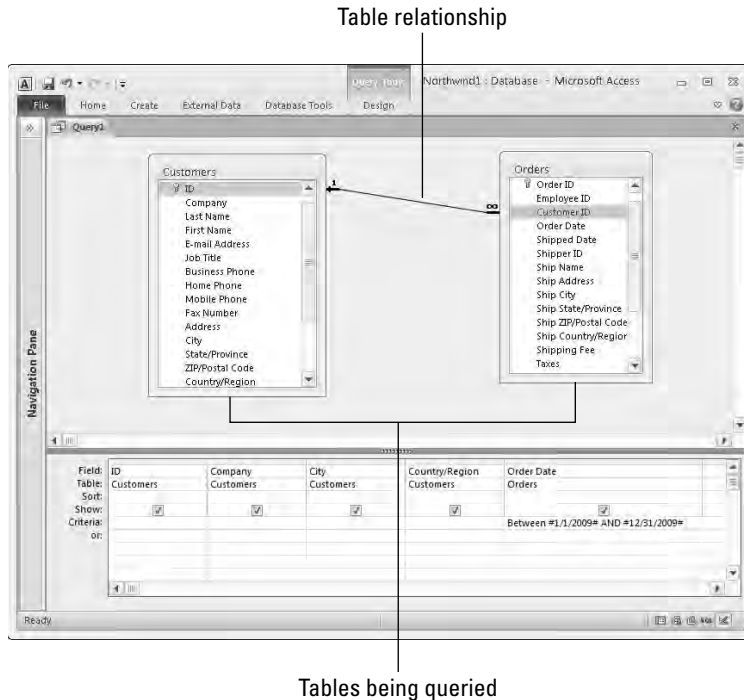 Table relationship
Query Tools
Northwind1 : Database - Microsoft Access
File Home Create External Data Database Tools Design
Query1
Navigation Pane
Customers
ID
Company
Last Name
First Name
E-mail Address
Job Title
Business Phone
Home Phone
Mobile Phone
Fax Number
Address
City
State/Province
ZIP/Postal Code
Country/Region
1
∞
Orders
Order ID
Employee ID
Customer ID
Order Date
Shipped Date
Shipper ID
Ship Name
Ship Address
Ship City
Ship State/Province
Ship ZIP/Postal Code
Ship Country/Regior
Shipping Fee
Taxes
Field: ID Company City Country/Region Order Date
Table: Customers Customers Customers Customers Orders
Sort:
Show:
Criteria: Between #1/1/2009# AND #12/31/2009#
or:
Ready
SQL
Tables being queried